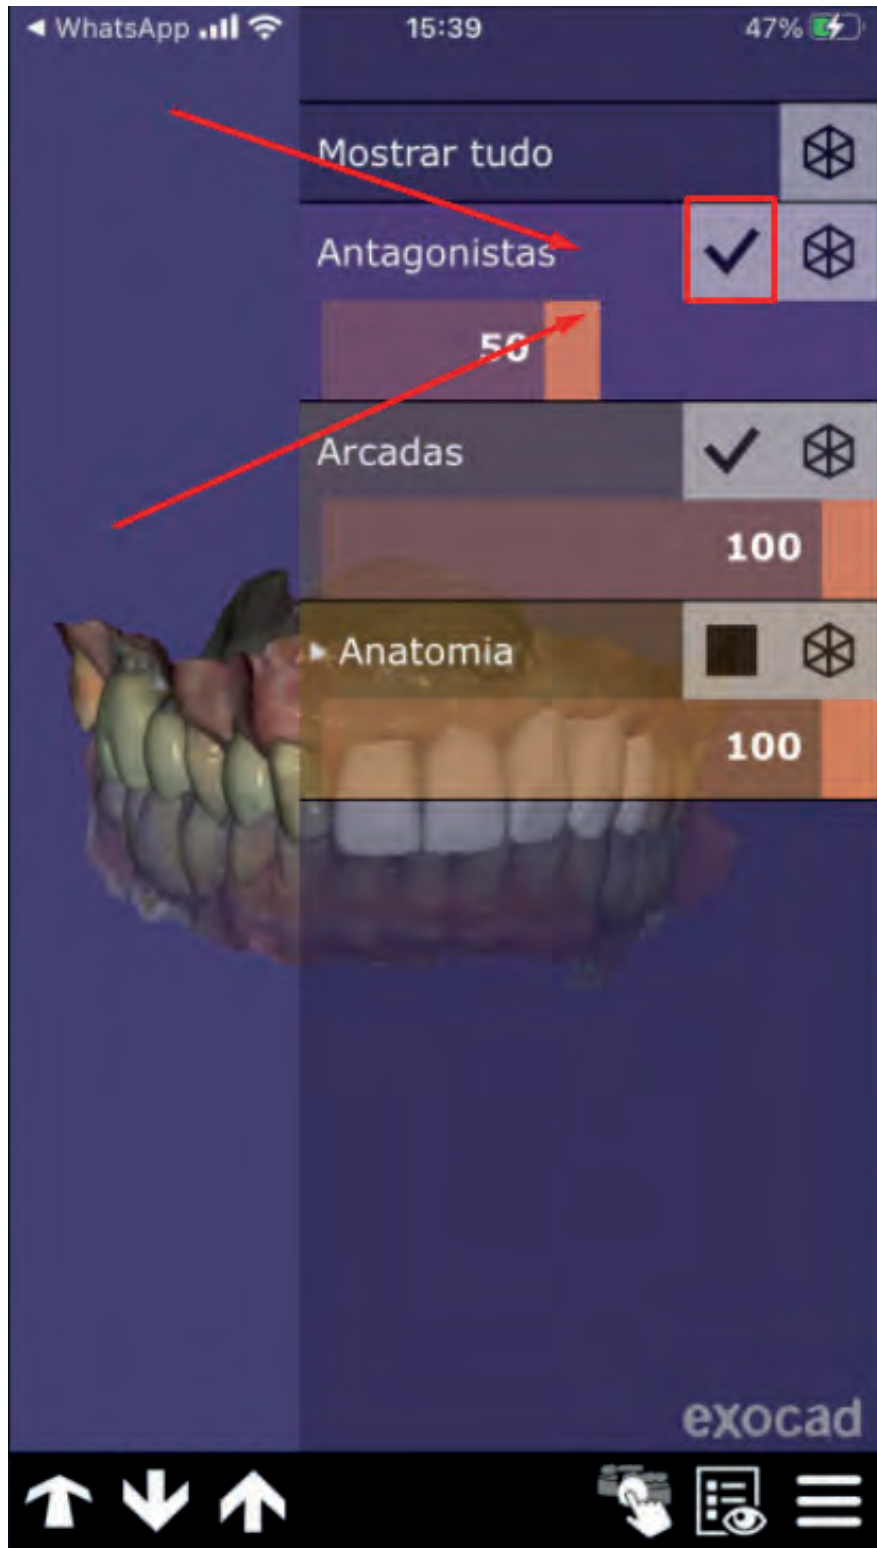 WhatsApp 15:39 47%
Mostrar tudo
Antagonistas
50
Arcadas
100
Anatomia
100
exocad